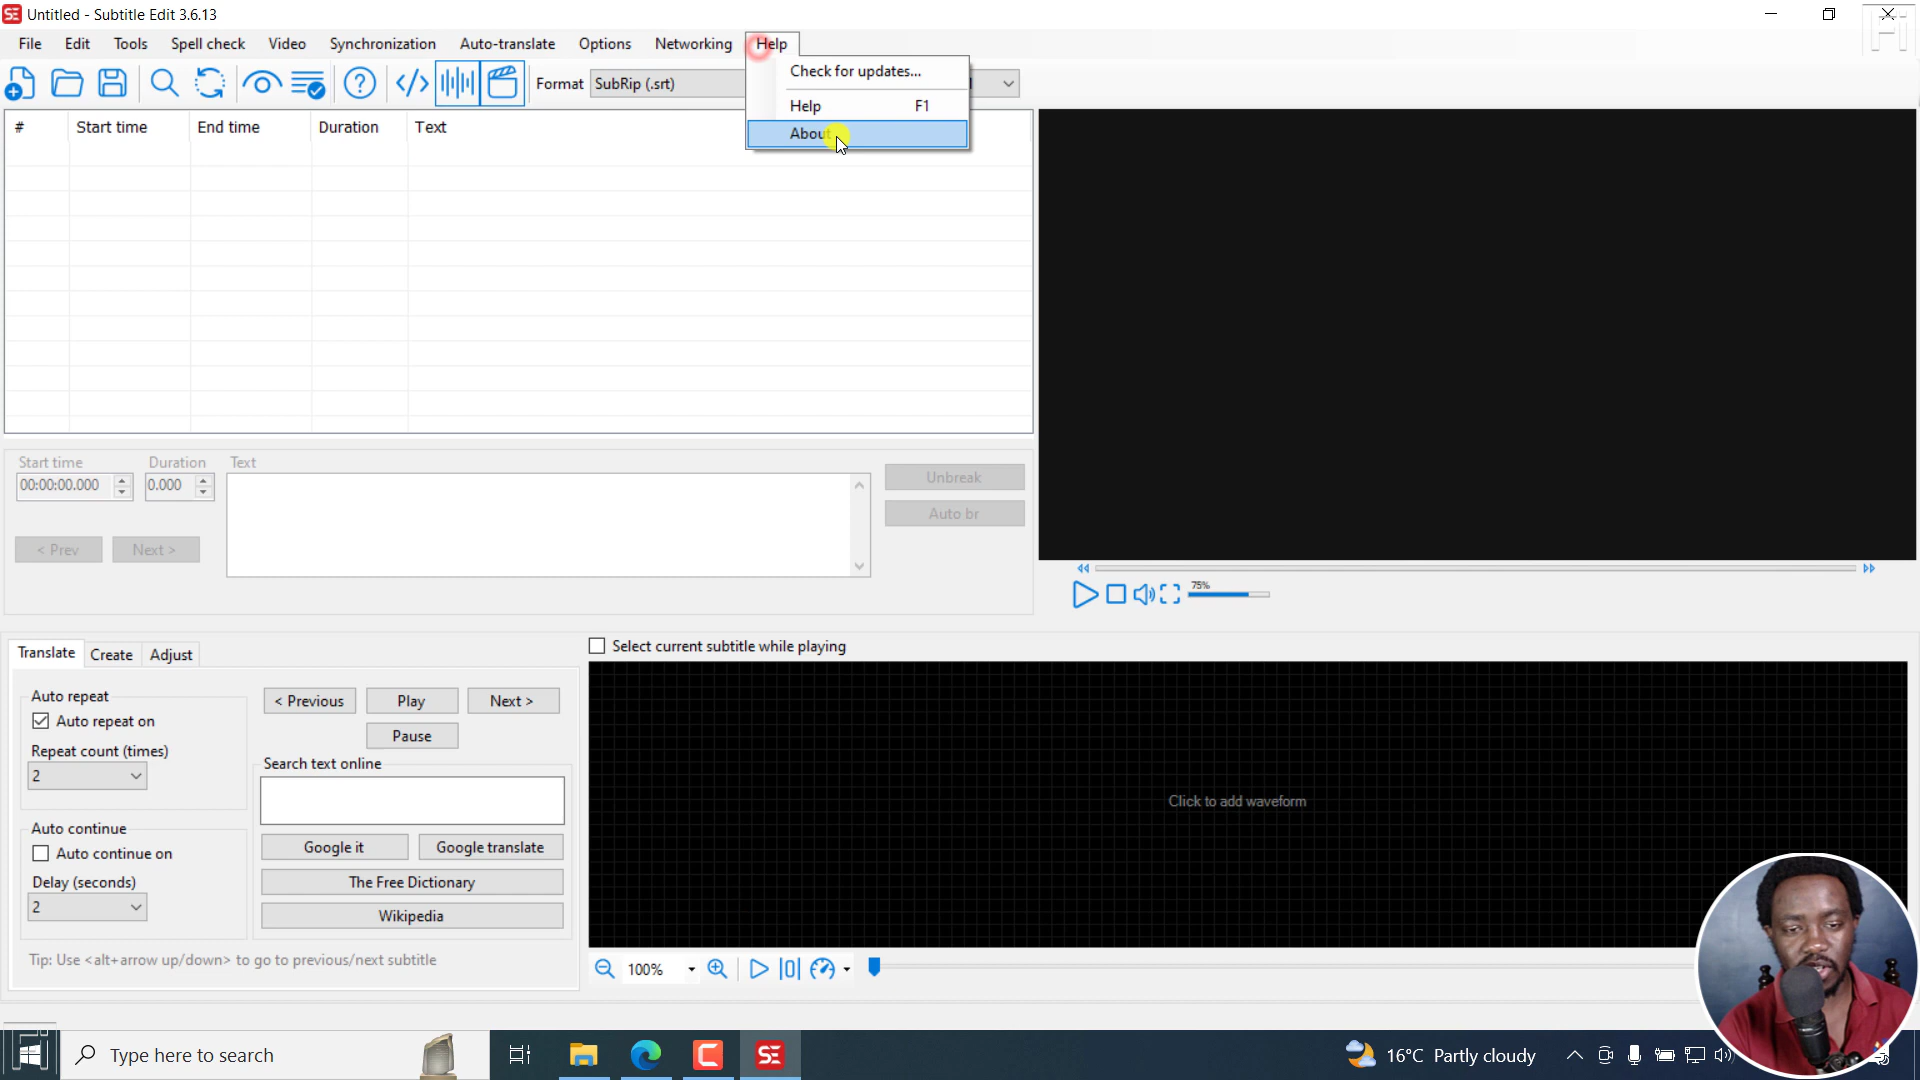 SE Untitled - Subtitle Edit 3.6.13
File Edit Tools Spell check Video Synchronization Auto-translate Options Networking Help
Format SubRip (.srt)
Check for updates...
Help F1
About
# Start time End time Duration Text
Start time Duration Text
00:00:00.000 0.000
Unbreak
Auto br
< Prev Next >
75%
Translate Create Adjust
Select current subtitle while playing
Auto repeat
Auto repeat on
Repeat count (times)
2
< Previous Play Next >
Pause
Search text online
Auto continue
Auto continue on
Delay (seconds)
2
Google it Google translate
The Free Dictionary
Wikipedia
Tip: Use <alt+arrow up/down> to go to previous/next subtitle
Click to add waveform
100%
Type here to search
SE
16°C Partly cloudy